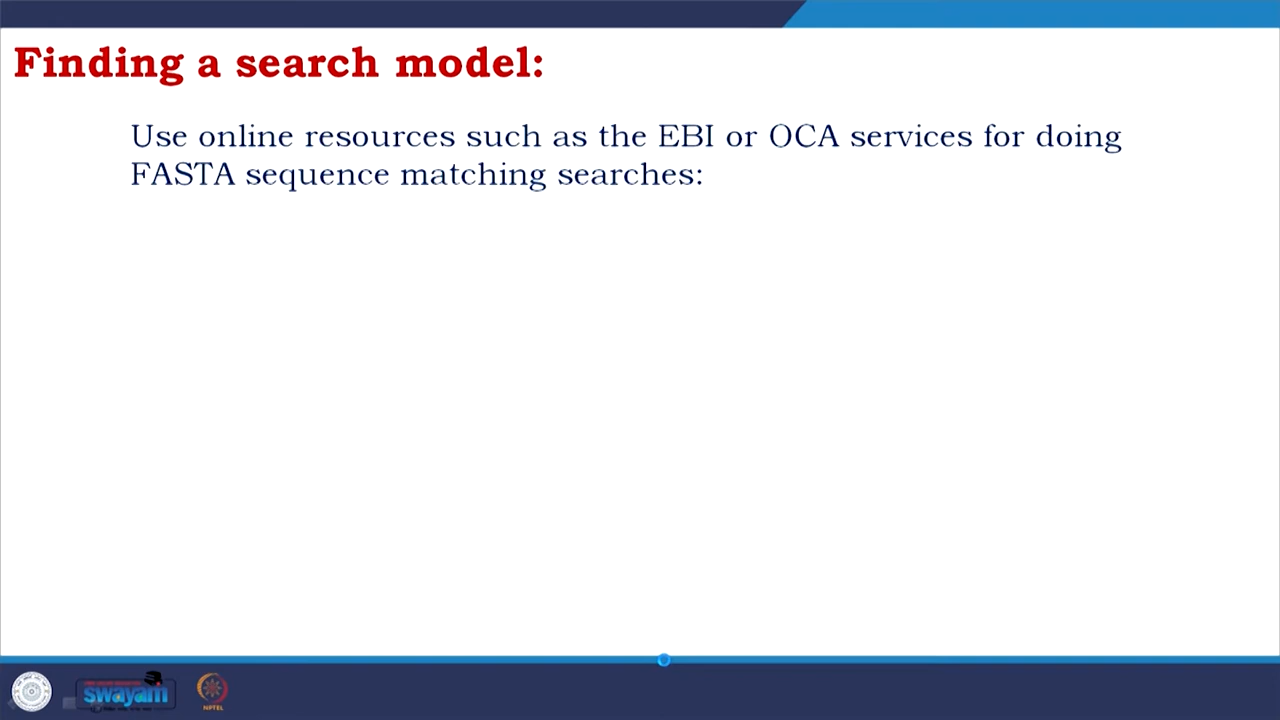 Finding a search model:
Use online resources such as the EBI or OCA services for doing
FASTA sequence matching searches:
swayam
NPTEL